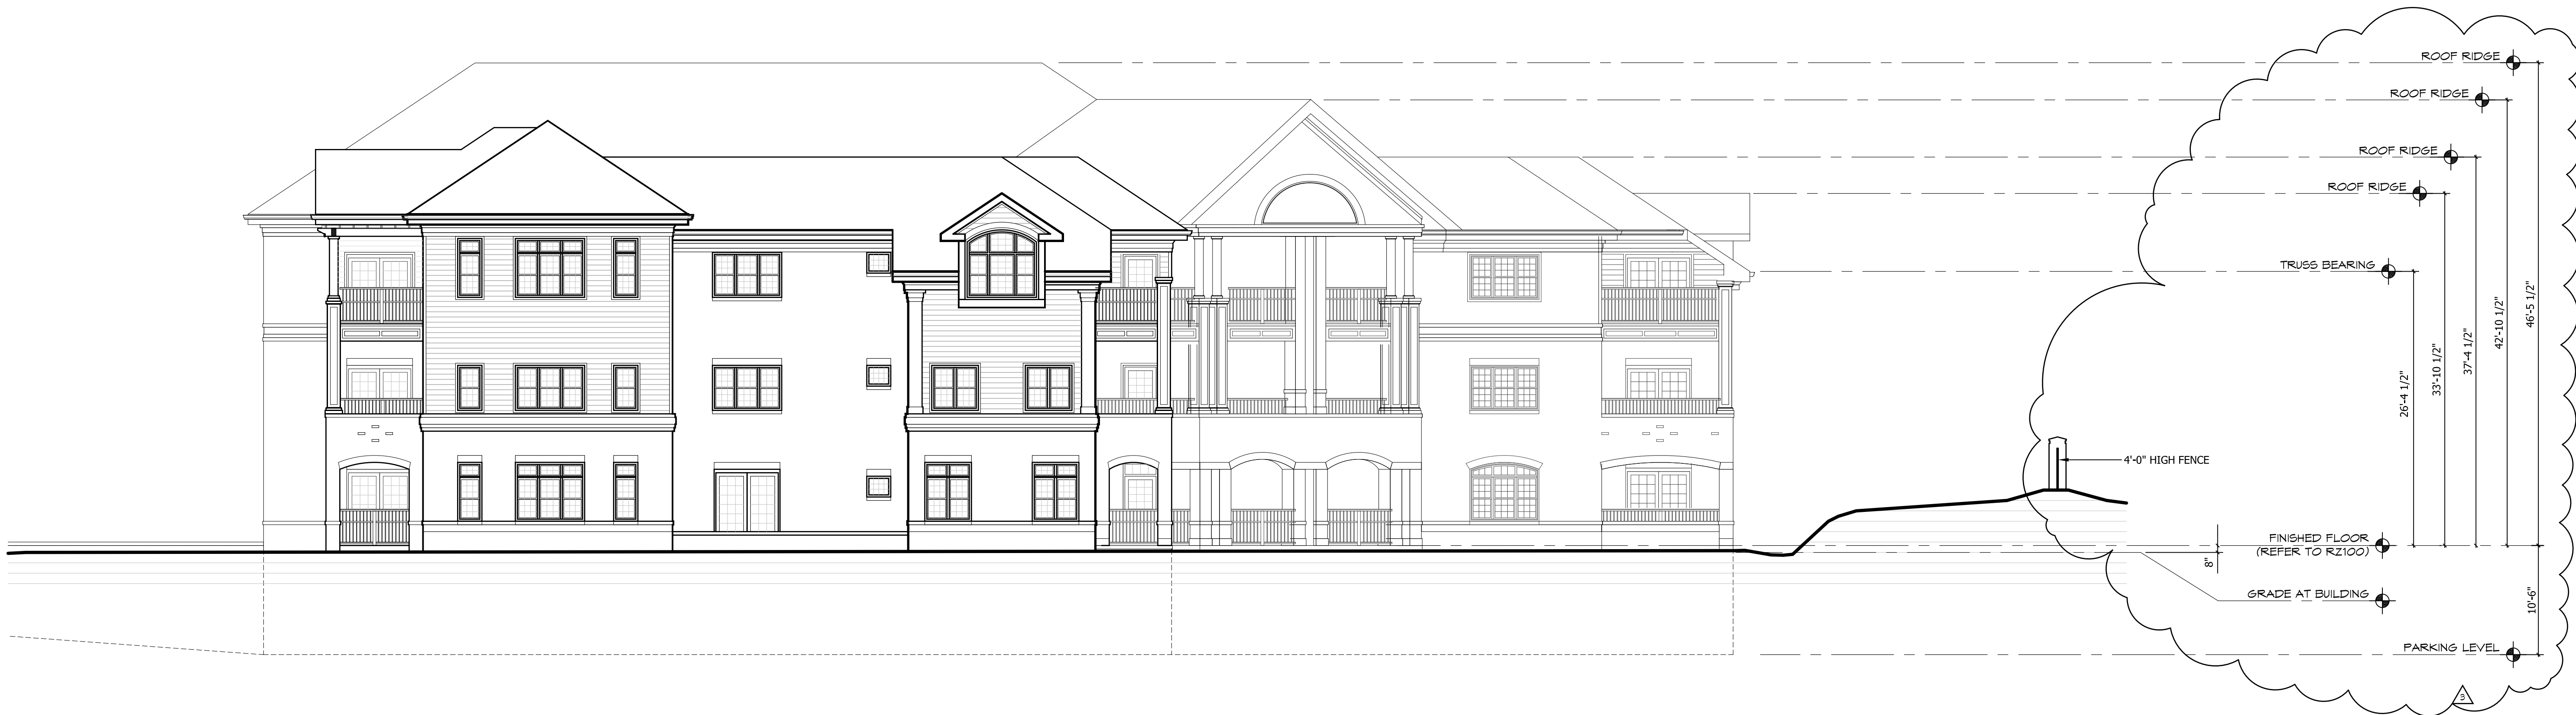 ROOF RIDGE
ROOF RIDGE
ROOF RIDGE
ROOF RIDGE
TRUSS BEARING
26'-4 1/2"
33'-10 1/2"
37'-4 1/2"
42'-10 1/2"
46'-5 1/2"
4'-0" HIGH FENCE
FINISHED FLOOR
(REFER TO RZ100)
8"
GRADE AT BUILDING
10'-6"
PARKING LEVEL
3